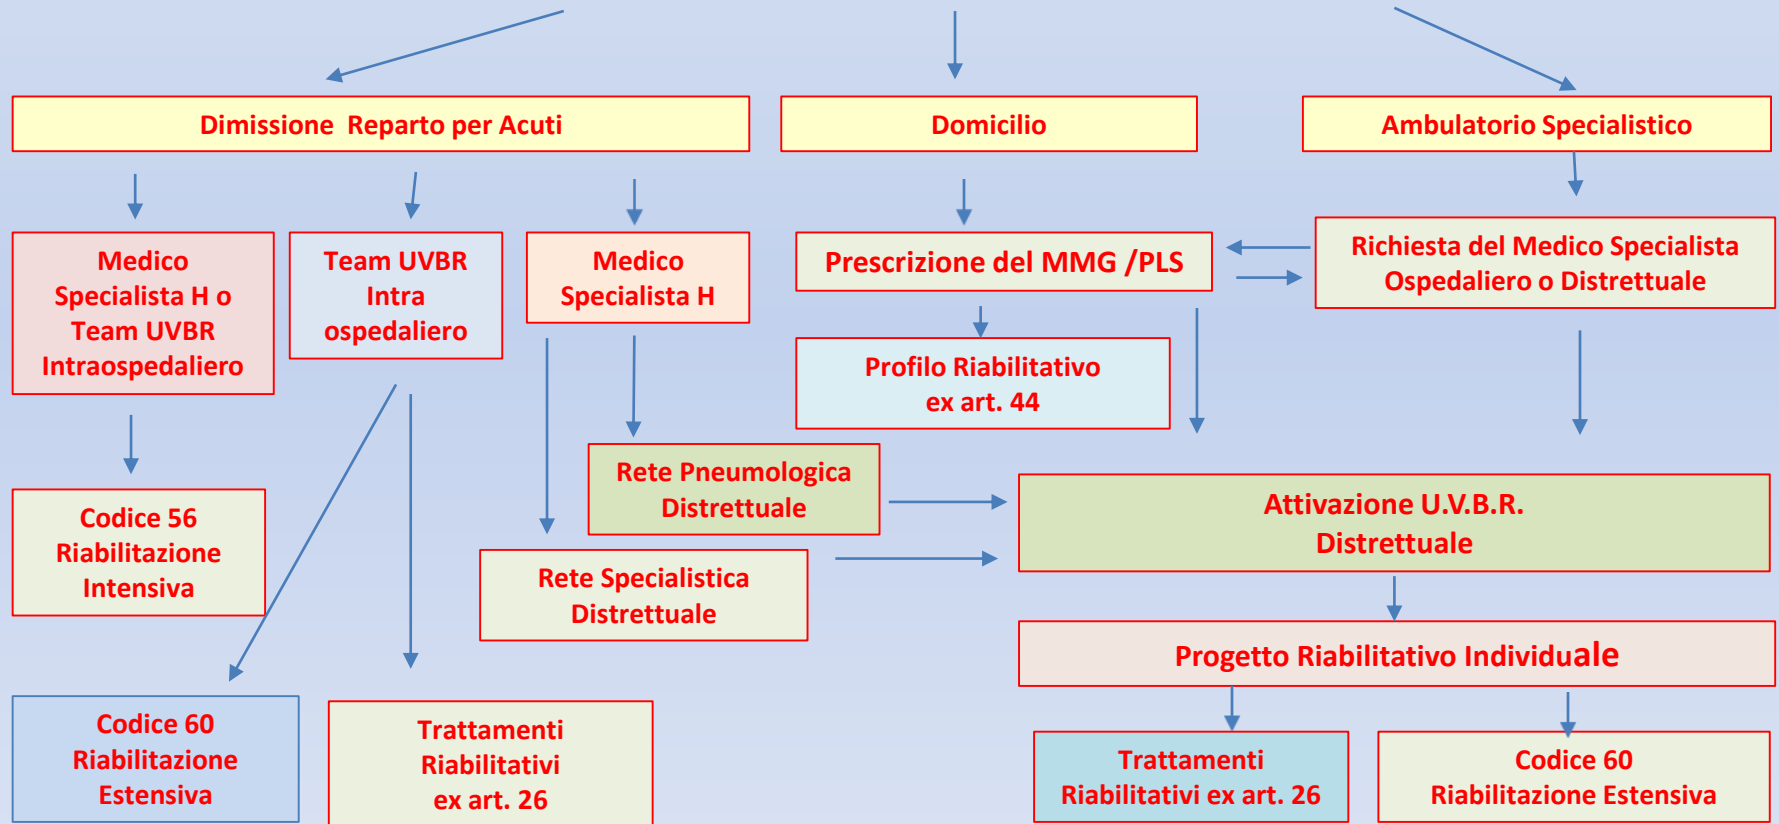 Dimissione Reparto per Acuti
Domicilio
Ambulatorio Specialistico
Medico
Specialista H o
Team UVBR
Intraospedaliero
Team UVBR
Intra
ospedaliero
Medico
Specialista H
Prescrizione del MMG /PLS
Richiesta del Medico Specialista
Ospedaliero o Distrettuale
Profilo Riabilitativo
ex art. 44
Rete Pneumologica
Distrettuale
Attivazione U.V.B.R.
Distrettuale
Codice 56
Riabilitazione
Intensiva
Rete Specialistica
Distrettuale
Progetto Riabilitativo Individuale
Codice 60
Riabilitazione
Estensiva
Trattamenti
Riabilitativi
ex art. 26
Trattamenti
Riabilitativi ex art. 26
Codice 60
Riabilitazione Estensiva